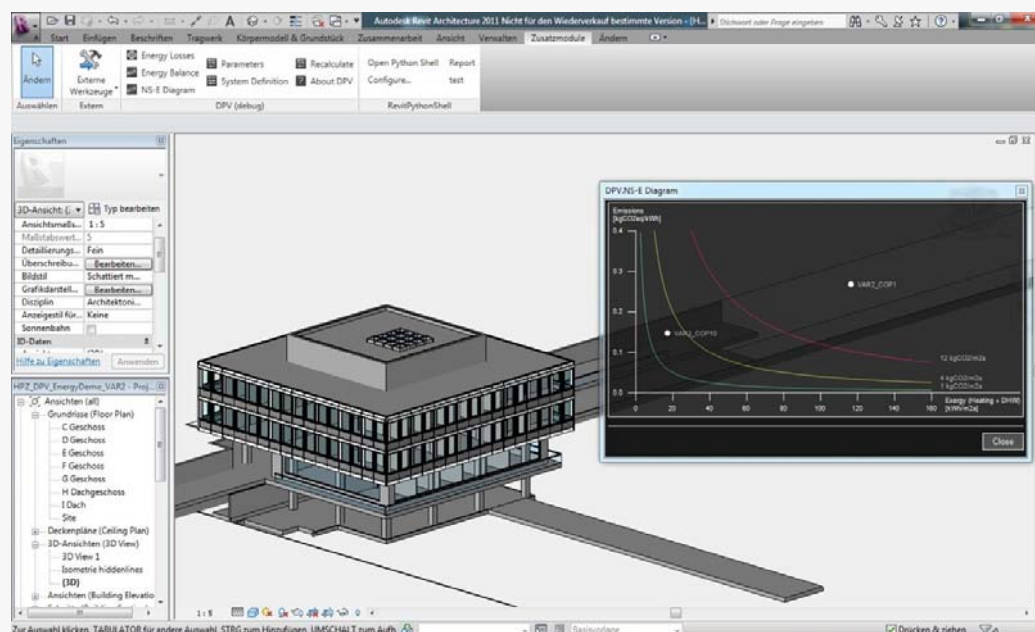 Autodesk Revit Architecture 2011 Nicht für den Wiederverkauf bestimmte Version - [H...
Stichwort oder Frage eingeben
Start Einfügen Beschriften Tragwerk Körpermodell & Grundstück Zusammenarbeit Ansicht Verwalten Zusatzmodule Ändern
Ändern
Externe Werkzeuge
Energy Losses
Energy Balance
NS-E Diagram
Parameters
System Definition
Recalculate
About DPV
Open Python Shell Report
Configure... test
Auswählen Extern DPV (debug) RevitPythonShell
Eigenschaften
3D-Ansicht: {: Typ bearbeiten
Ansichtsmaßs... 1 : 5
Maßstabswert... 5
Detaillierungs... Fein
Überschreibu... Bearbeiten...
Bildstil Schattiert m...
Grafikdarstell... Bearbeiten...
Disziplin Architektoni...
Anzeigestil für... Keine
Sonnenbahn
ID-Daten
Hilfe zu Eigenschaften Anwenden
HPZ_DPV_EnergyDemo_VAR2 - Proj...
Ansichten (all)
Grundrisse (Floor Plan)
C Geschoss
D Geschoss
E Geschoss
F Geschoss
G Geschoss
H Dachgeschoss
I Dach
Site
Deckenpläne (Ceiling Plan)
3D-Ansichten (3D View)
3D View 1
Isometrie hiddenlines
{3D}
Ansichten (Building Elevatio
DPV.NS-E Diagram
Emissions
[kgCO2eq/kWh]
0.4
0.3
0.2
0.1
0.0
VAR2_COP1
VAR2_COP10
12 kgCO2/m2a
4 kgCO2/m2a
1 kgCO2/m2a
0 20 40 60 80 100 120 140 160
Exergy (Heating + DHW)
[kWh/m2a]
Close
1 : 5
Zur Auswahl klicken, TABULATOR für andere Auswahl, STRG zum Hinzufügen, UMSCHALT zum Aufh
Basisvorlage
Drücken & ziehen